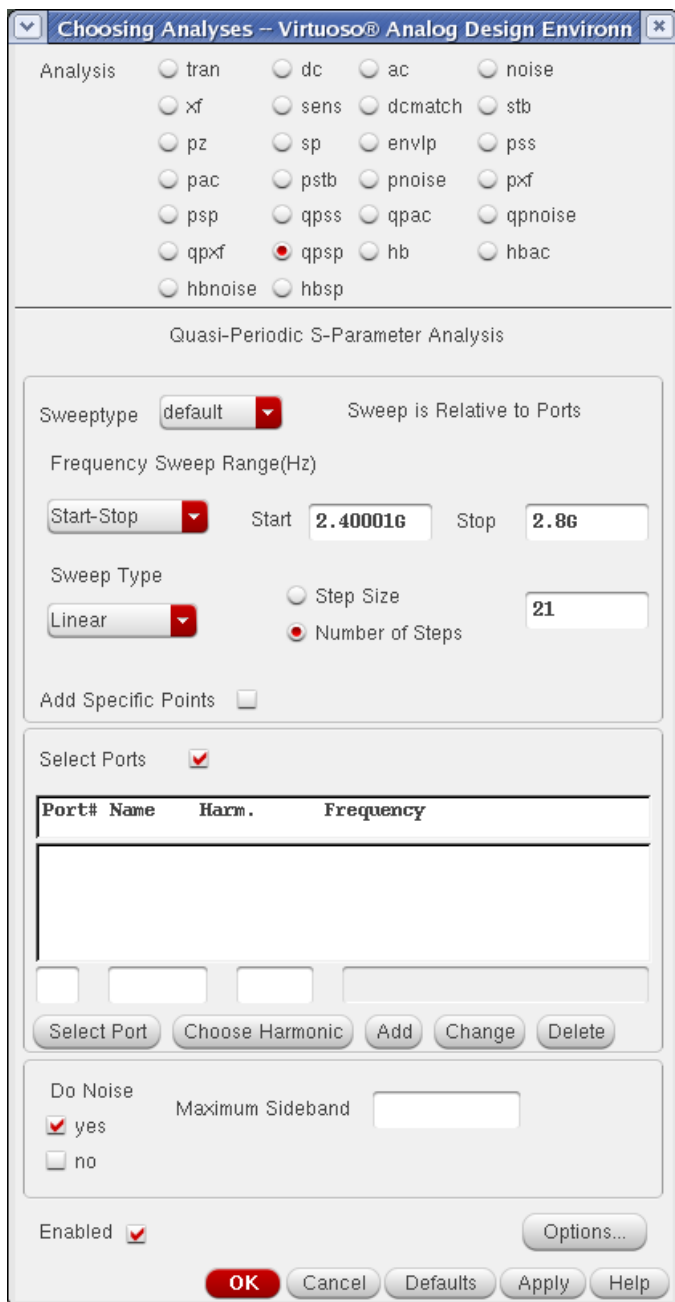 Choosing Analyses -- Virtuoso® Analog Design Environn
Analysis tran dc ac noise
xf sens dcmatch stb
pz sp envlp pss
pac pstb pnoise pxf
psp qpss qpac qpnoise
qpxf qpsp hb hbac
hbnoise hbsp
Quasi-Periodic S-Parameter Analysis
Sweeptype default Sweep is Relative to Ports
Frequency Sweep Range(Hz)
Start-Stop Start 2.40001G Stop 2.8G
Sweep Type
Step Size
Linear 21
Number of Steps
Add Specific Points
Select Ports
Port# Name Harm. Frequency
Select Port Choose Harmonic Add Change Delete
Do Noise
Maximum Sideband
yes
no
Enabled Options...
OK Cancel Defaults Apply Help